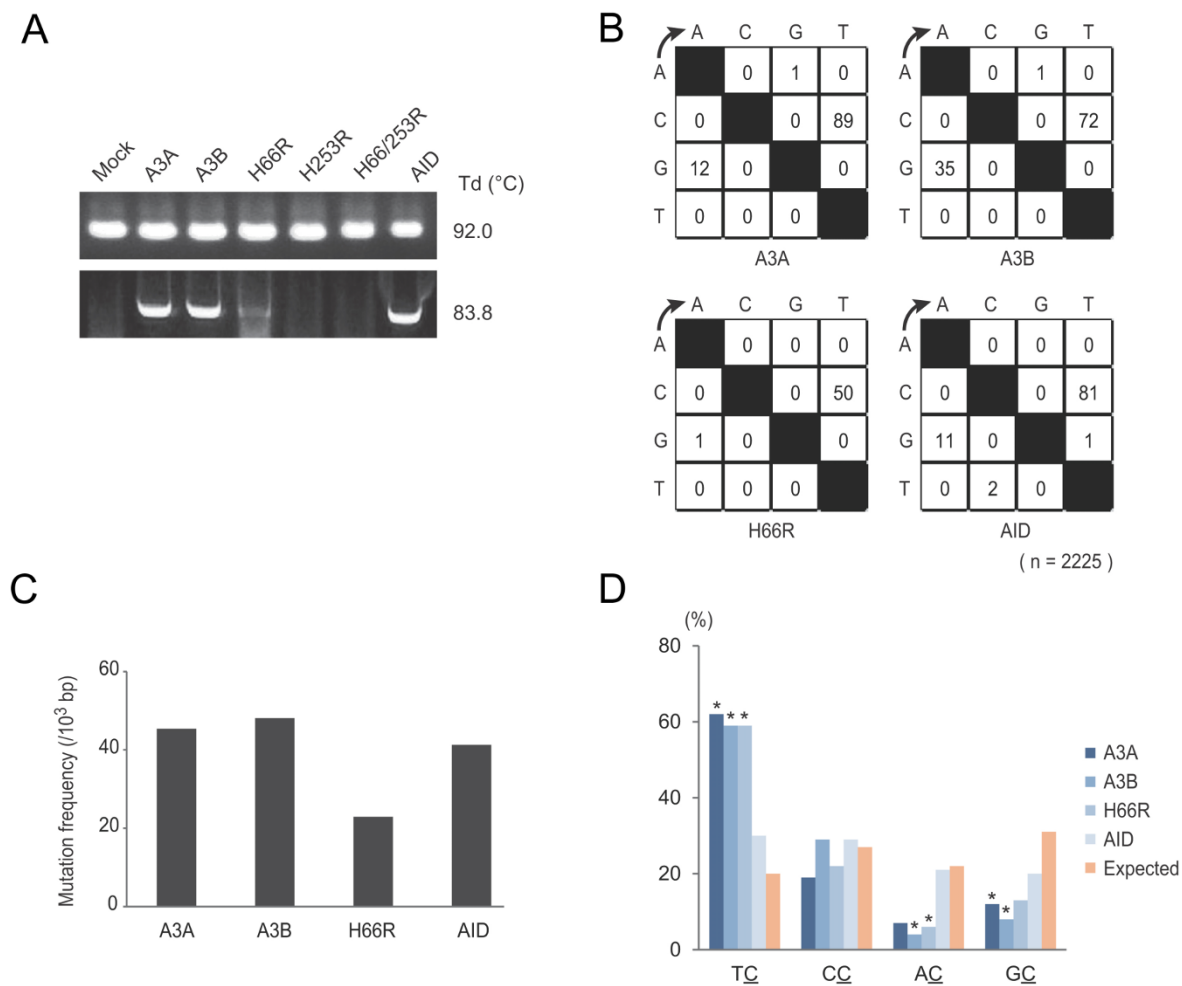 A
Mock A3A A3B H66R H253R H66/253R AID
Td (°C)
92.0
83.8
B
A C G T
A 0 1 0
C 0 0 89
G 12 0 0
T 0 0 0
A3A
A C G T
A 0 1 0
C 0 0 72
G 35 0 0
T 0 0 0
A3B
A C G T
A 0 0 0
C 0 0 50
G 1 0 0
T 0 0 0
H66R
A C G T
A 0 0 0
C 0 0 81
G 11 0 1
T 0 2 0
AID
( n = 2225 )
C
Mutation frequency (/10³ bp)
60
40
20
0
A3A A3B H66R AID
D
(%)
80
60
40
20
0
* * *
* *
* *
TC CC AC GC
A3A
A3B
H66R
AID
Expected